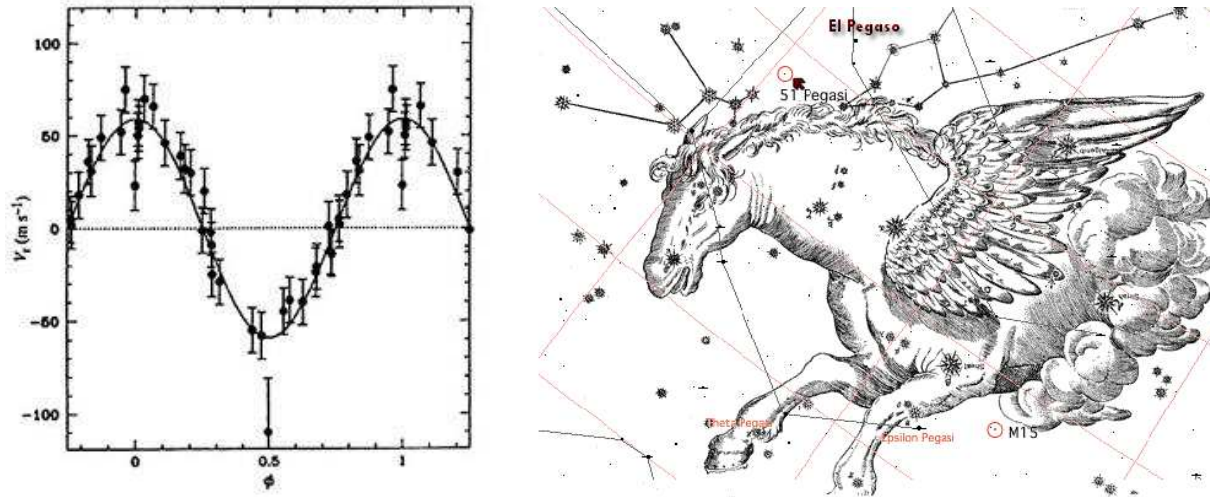 100
50
0
−50
−100
V_r (m s⁻¹)
0
0.5
1
ϕ
El Pegaso
51 Pegasi
Theta Pegasi
Epsilon Pegasi
M15